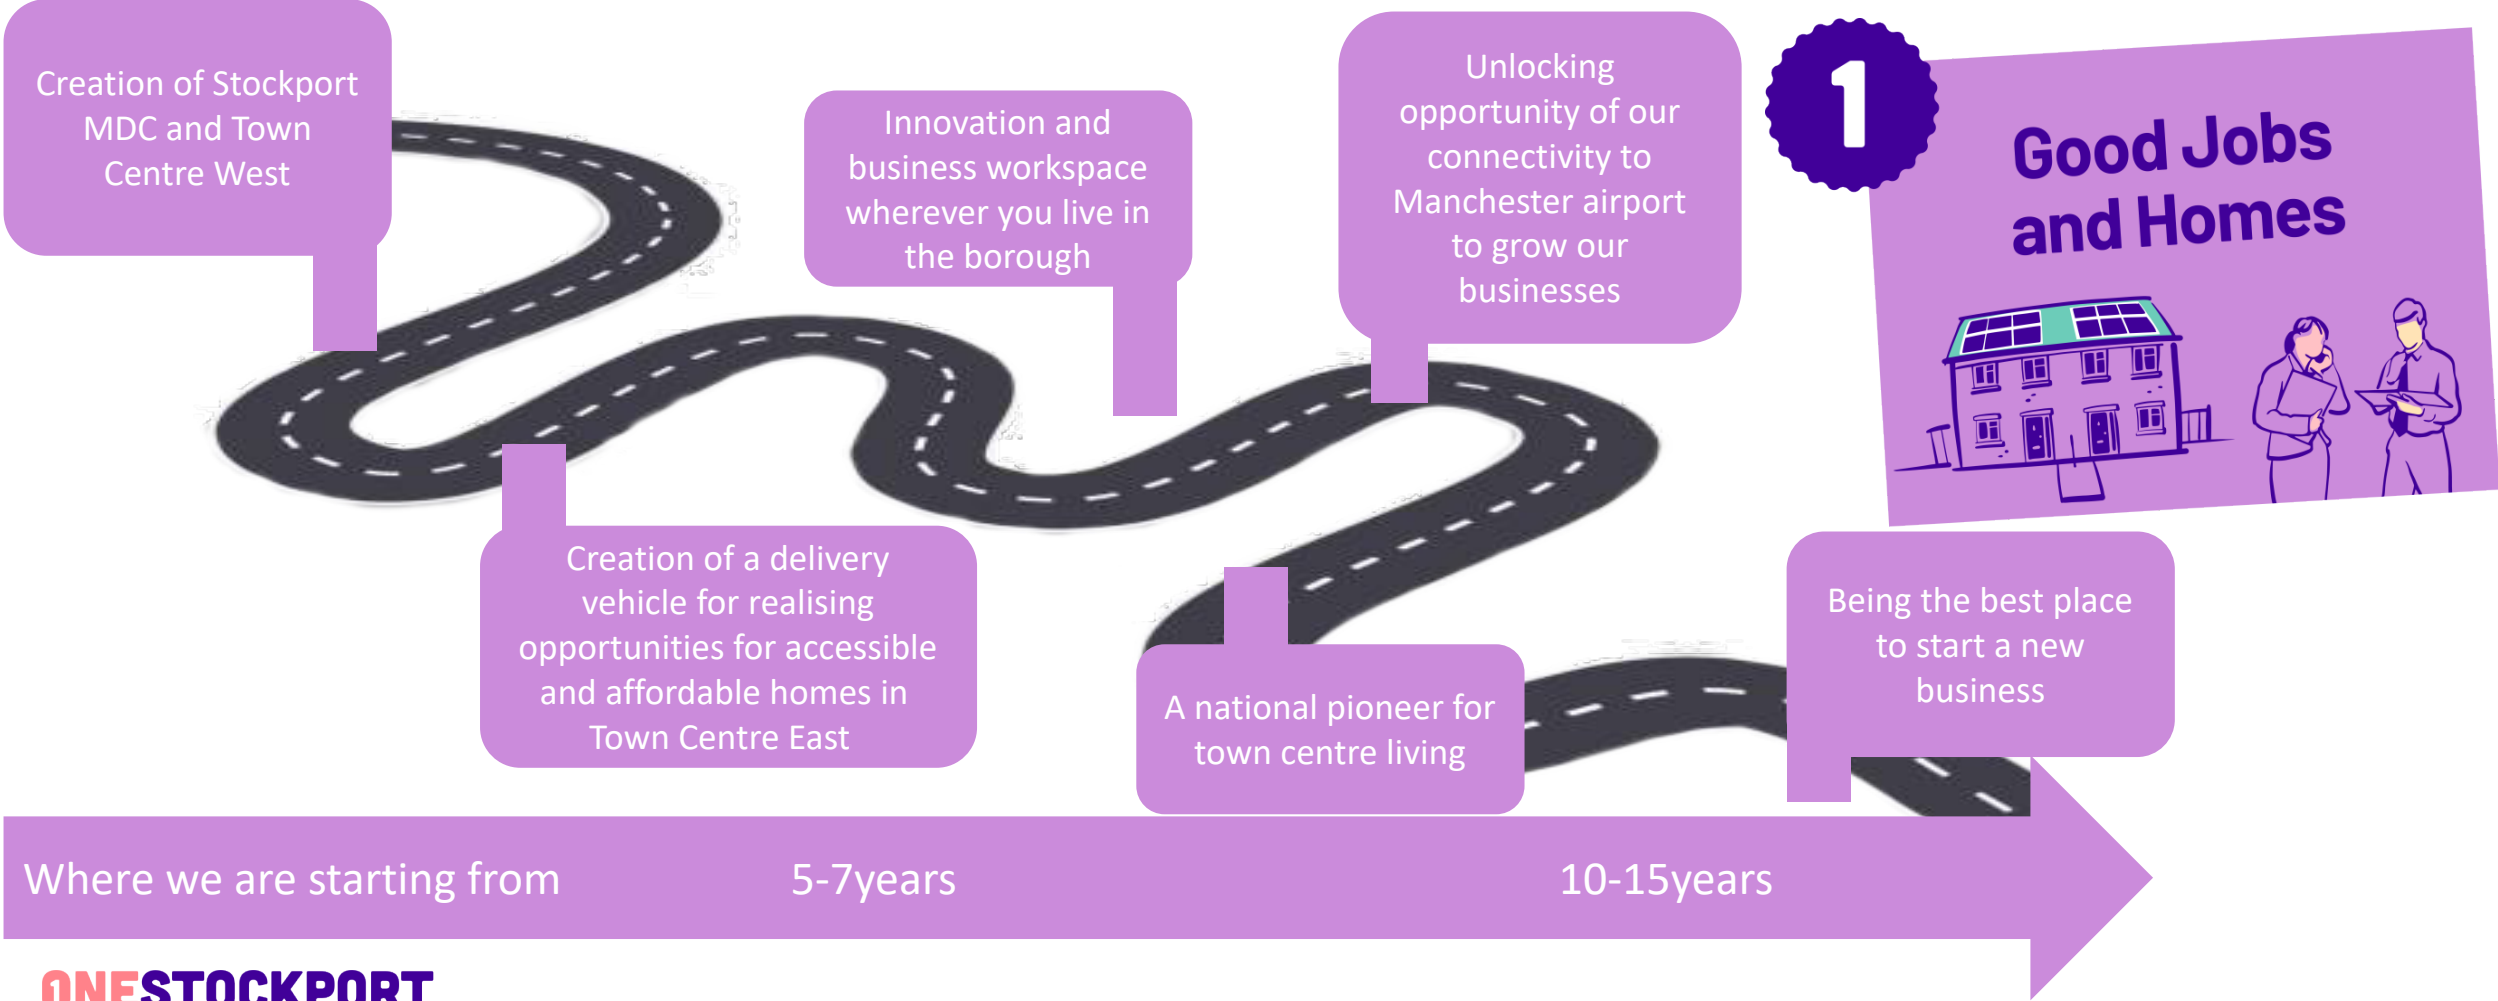 Creation of Stockport
MDC and Town
Centre West
Innovation and
business workspace
wherever you live in
the borough
Unlocking
opportunity of our
connectivity to
Manchester airport
to grow our
businesses
1
Good Jobs
and Homes
Creation of a delivery
vehicle for realising
opportunities for accessible
and affordable homes in
Town Centre East
A national pioneer for
town centre living
Being the best place
to start a new
business
Where we are starting from
5-7years
10-15years
ONESTOCKPORT